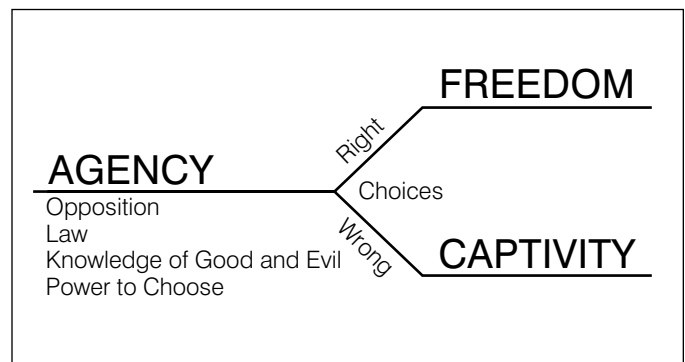 FREEDOM
Right
AGENCY
Choices
Opposition
Law
Knowledge of Good and Evil
Power to Choose
Wrong
CAPTIVITY